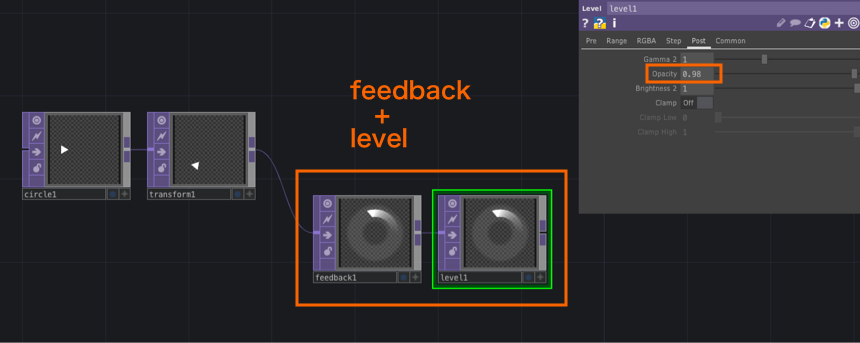 Level level1
? ? i
Pre Range RGBA Step Post Common
Gamma 2 1
Opacity 0.98
Brightness 2 1
Clamp Off
Clamp Low 0
Clamp High 1
feedback
+
level
circle1
transform1
feedback1
level1